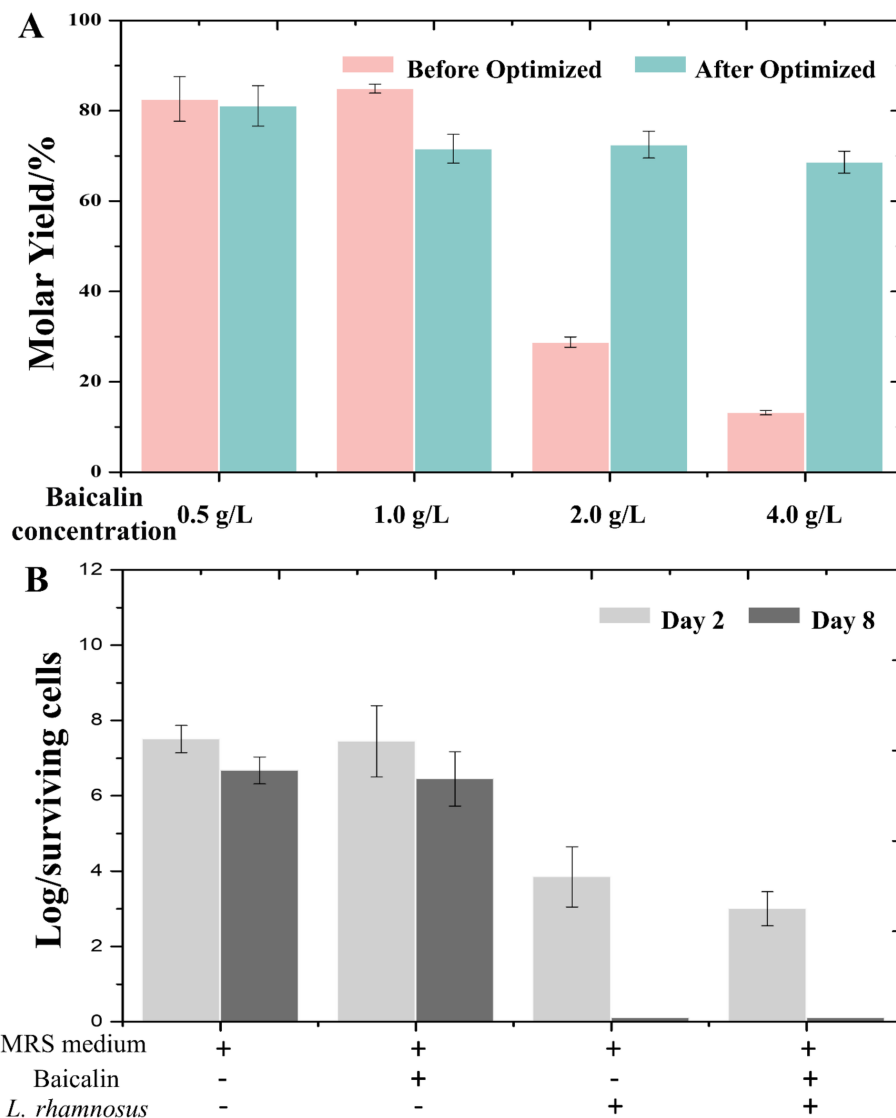 A
100
Before Optimized After Optimized
80
60
Molar Yield/%
40
20
0
Baicalin
concentration 0.5 g/L 1.0 g/L 2.0 g/L 4.0 g/L
B
12
Day 2 Day 8
10
8
Log/surviving cells
6
4
2
0
MRS medium + + + +
Baicalin - + - +
L. rhamnosus - - + +